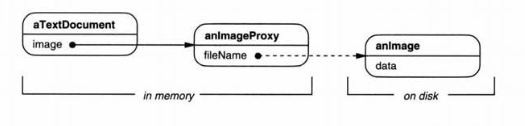 aTextDocument
image
anImageProxy
fileName
anImage
data
in memory
on disk